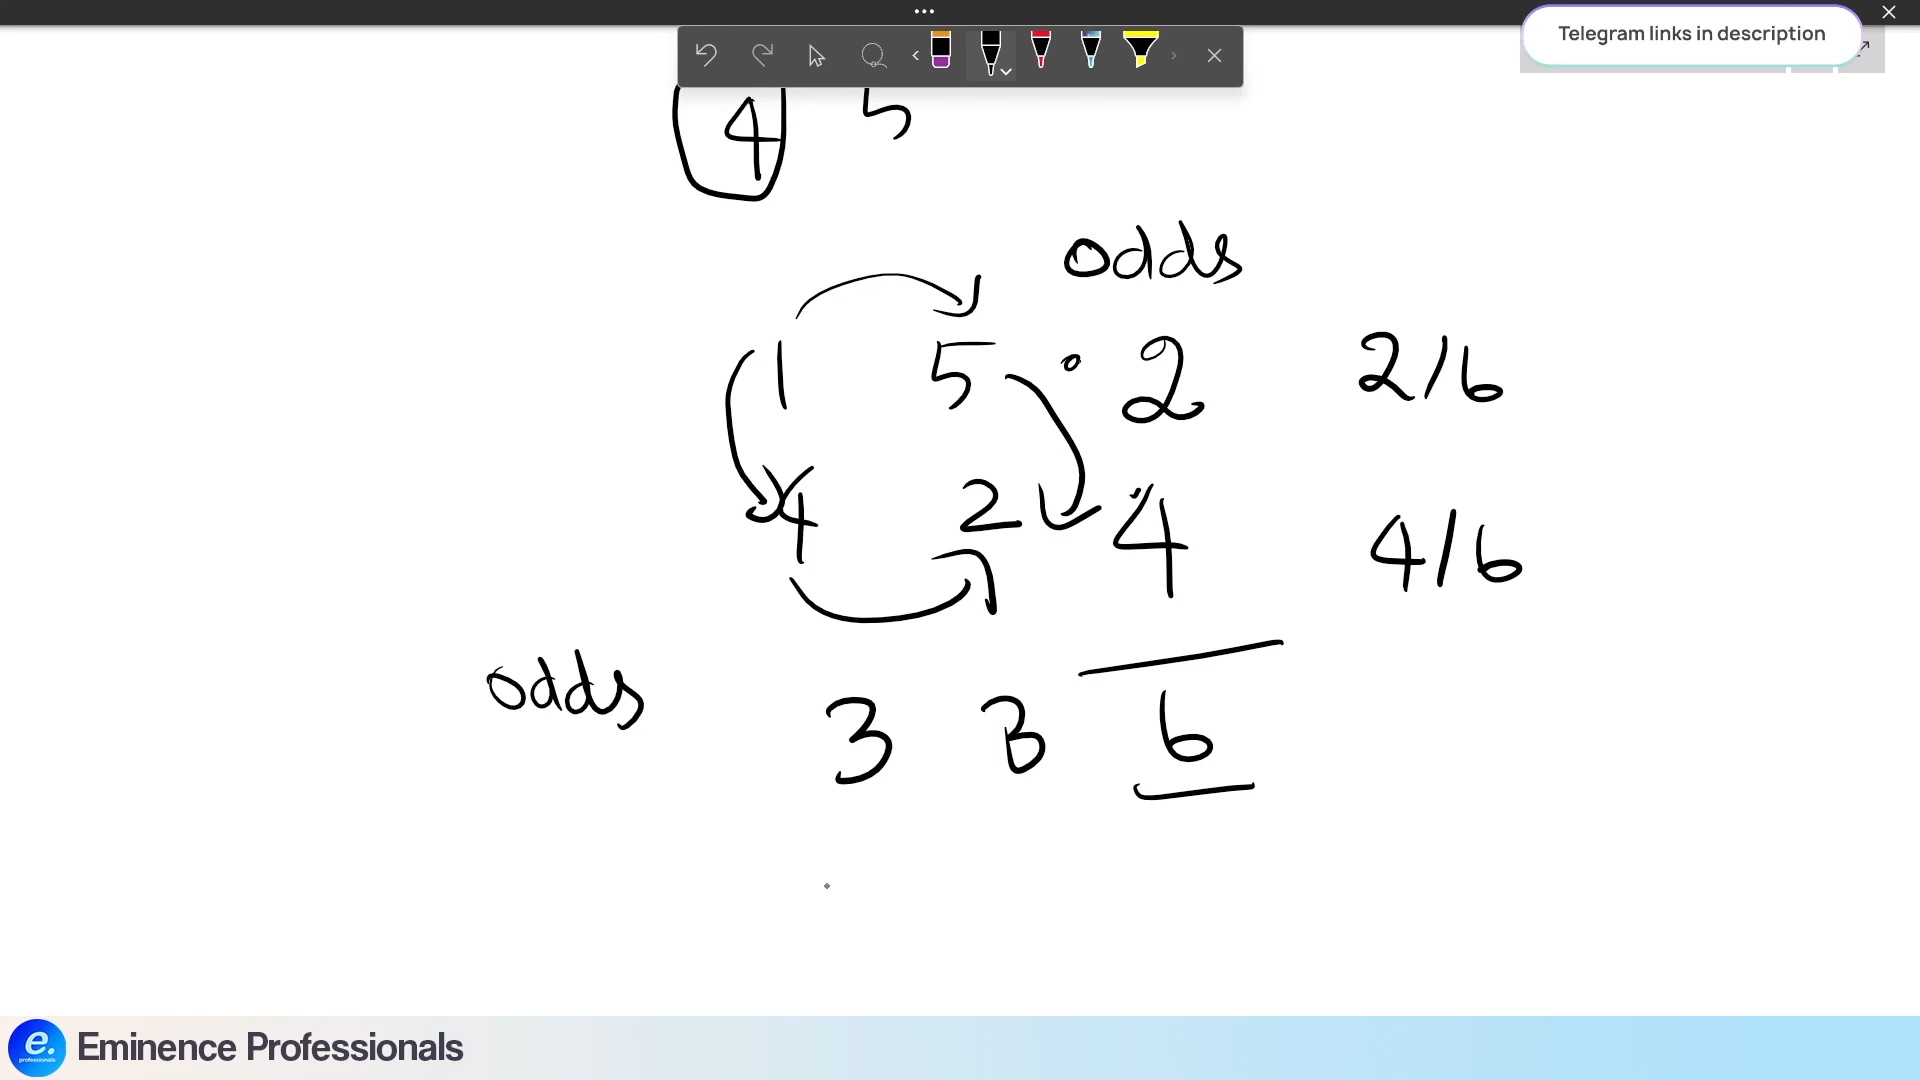 Telegram links in description
4 5
odds
1 5 2 2/6
4 2 4 4/6
odds 3 3 6
e. professionals Eminence Professionals